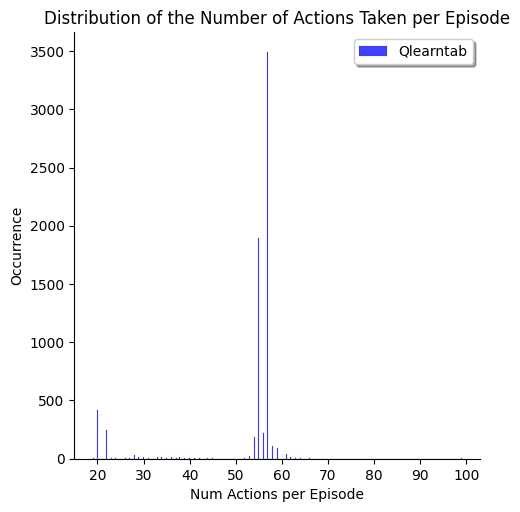 Distribution of the Number of Actions Taken per Episode
Qlearntab
3500
3000
2500
2000
1500
1000
500
0
Occurrence
20 30 40 50 60 70 80 90 100
Num Actions per Episode